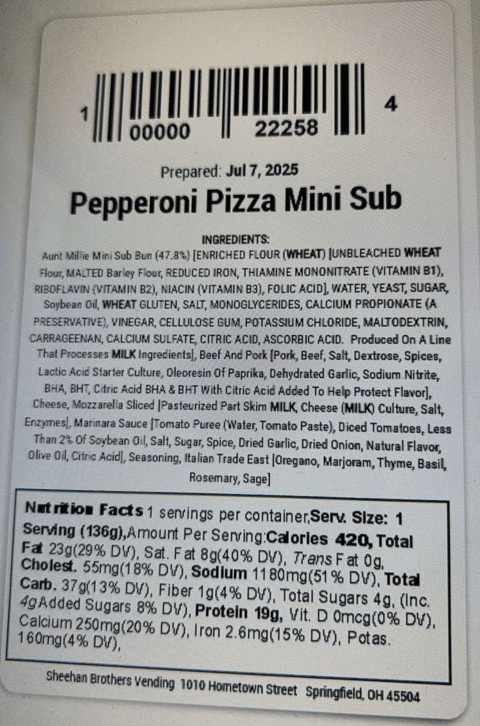 1 00000 22258 4
Prepared: Jul 7, 2025
Pepperoni Pizza Mini Sub
INGREDIENTS:
Aunt Millie Mini Sub Bun (47.8%) [ENRICHED FLOUR (WHEAT) [UNBLEACHED WHEAT
Flour, MALTED Barley Flour, REDUCED IRON, THIAMINE MONONITRATE (VITAMIN B1),
RIBOFLAVIN (VITAMIN B2), NIACIN (VITAMIN B3), FOLIC ACID], WATER, YEAST, SUGAR,
Soybean Oil, WHEAT GLUTEN, SALT, MONOGLYCERIDES, CALCIUM PROPIONATE (A
PRESERVATIVE), VINEGAR, CELLULOSE GUM, POTASSIUM CHLORIDE, MALTODEXTRIN,
CARRAGEENAN, CALCIUM SULFATE, CITRIC ACID, ASCORBIC ACID. Produced On A Line
That Processes MILK Ingredients], Beef And Pork [Pork, Beef, Salt, Dextrose, Spices,
Lactic Acid Starter Culture, Oleoresin Of Paprika, Dehydrated Garlic, Sodium Nitrite,
BHA, BHT, Citric Acid BHA & BHT With Citric Acid Added To Help Protect Flavor],
Cheese, Mozzarella Sliced [Pasteurized Part Skim MILK, Cheese (MILK) Culture, Salt,
Enzymes], Marinara Sauce [Tomato Puree (Water, Tomato Paste), Diced Tomatoes, Less
Than 2% Of Soybean Oil, Salt, Sugar, Spice, Dried Garlic, Dried Onion, Natural Flavor,
Olive Oil, Citric Acid], Seasoning, Italian Trade East [Oregano, Marjoram, Thyme, Basil,
Rosemary, Sage]
Nutrition Facts 1 servings per container,Serv. Size: 1
Serving (136g),Amount Per Serving:Calories 420, Total
Fat 23g(29% DV), Sat. Fat 8g(40% DV), Trans Fat 0g,
Cholest. 55mg(18% DV), Sodium 1180mg(51% DV), Total
Carb. 37g(13% DV), Fiber 1g(4% DV), Total Sugars 4g, (Inc.
4gAdded Sugars 8% DV), Protein 19g, Vit. D 0mcg(0% DV),
Calcium 250mg(20% DV), Iron 2.6mg(15% DV), Potas.
160mg(4% DV),
Sheehan Brothers Vending 1010 Hometown Street Springfield, OH 45504